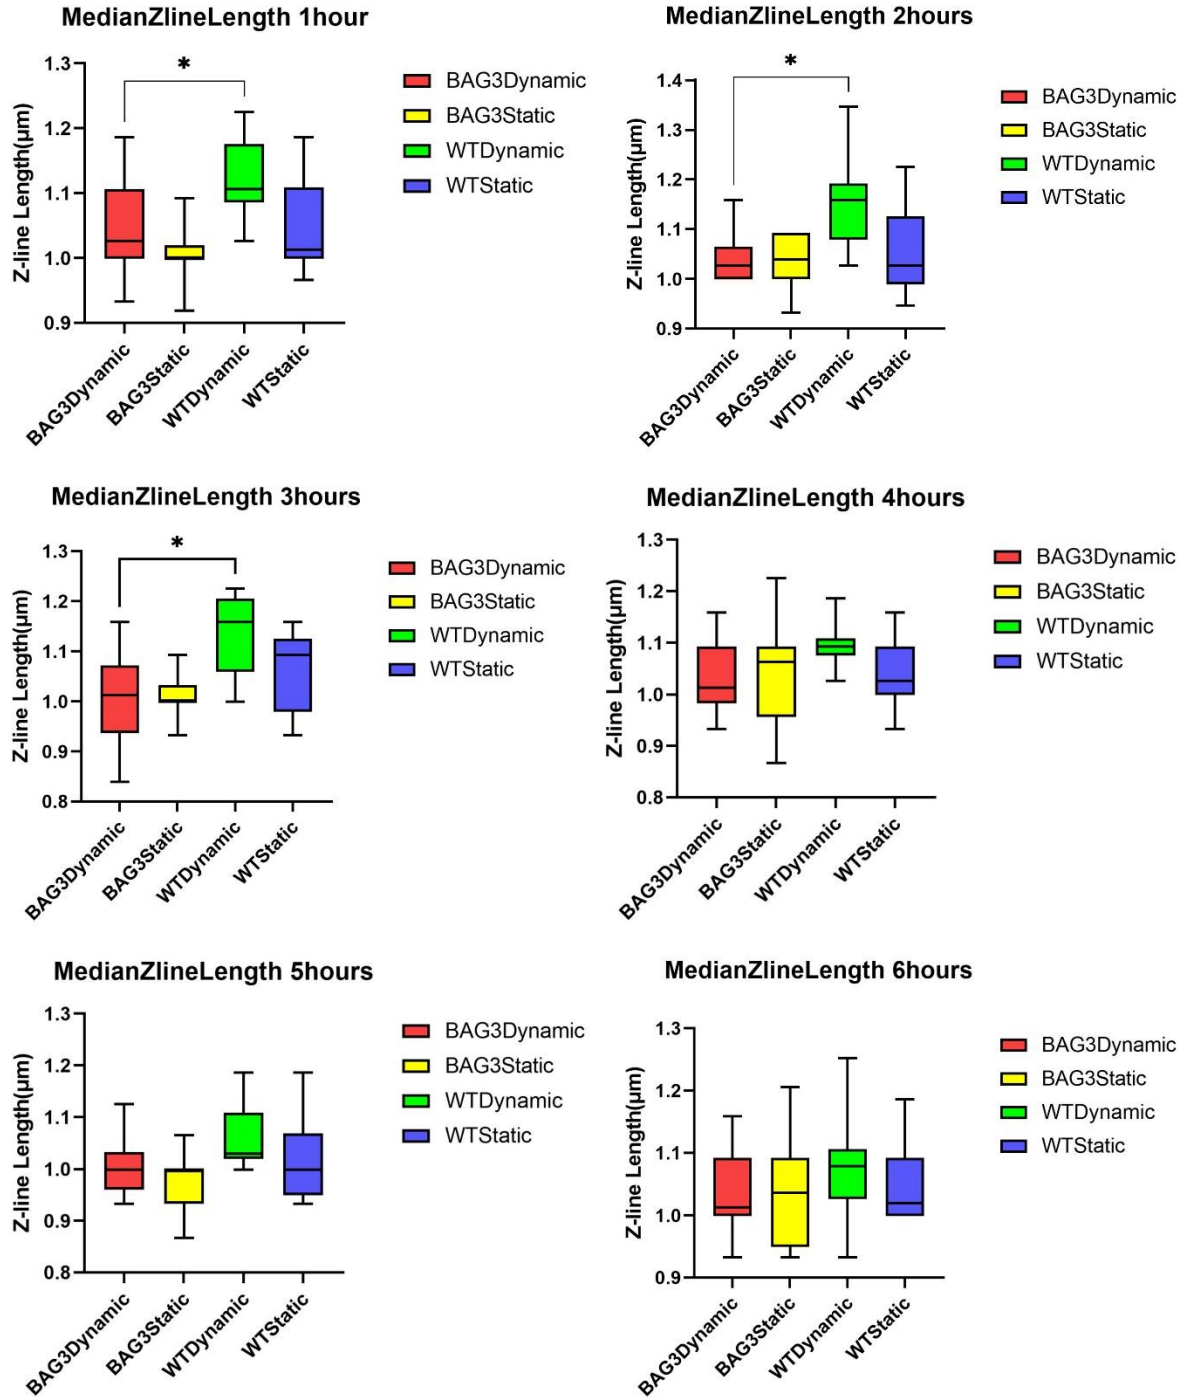 MedianZlineLength 1hour
*
Z-line Length(μm)
1.3
1.2
1.1
1.0
0.9
BAG3Dynamic
BAG3Static
WTDynamic
WTStatic
BAG3Dynamic
BAG3Static
WTDynamic
WTStatic
MedianZlineLength 2hours
*
Z-line Length(μm)
1.4
1.3
1.2
1.1
1.0
0.9
BAG3Dynamic
BAG3Static
WTDynamic
WTStatic
BAG3Dynamic
BAG3Static
WTDynamic
WTStatic
MedianZlineLength 3hours
*
Z-line Length(μm)
1.3
1.2
1.1
1.0
0.9
0.8
BAG3Dynamic
BAG3Static
WTDynamic
WTStatic
BAG3Dynamic
BAG3Static
WTDynamic
WTStatic
MedianZlineLength 4hours
Z-line Length(μm)
1.3
1.2
1.1
1.0
0.9
0.8
BAG3Dynamic
BAG3Static
WTDynamic
WTStatic
BAG3Dynamic
BAG3Static
WTDynamic
WTStatic
MedianZlineLength 5hours
Z-line Length(μm)
1.3
1.2
1.1
1.0
0.9
0.8
BAG3Dynamic
BAG3Static
WTDynamic
WTStatic
BAG3Dynamic
BAG3Static
WTDynamic
WTStatic
MedianZlineLength 6hours
Z-line Length(μm)
1.3
1.2
1.1
1.0
0.9
BAG3Dynamic
BAG3Static
WTDynamic
WTStatic
BAG3Dynamic
BAG3Static
WTDynamic
WTStatic